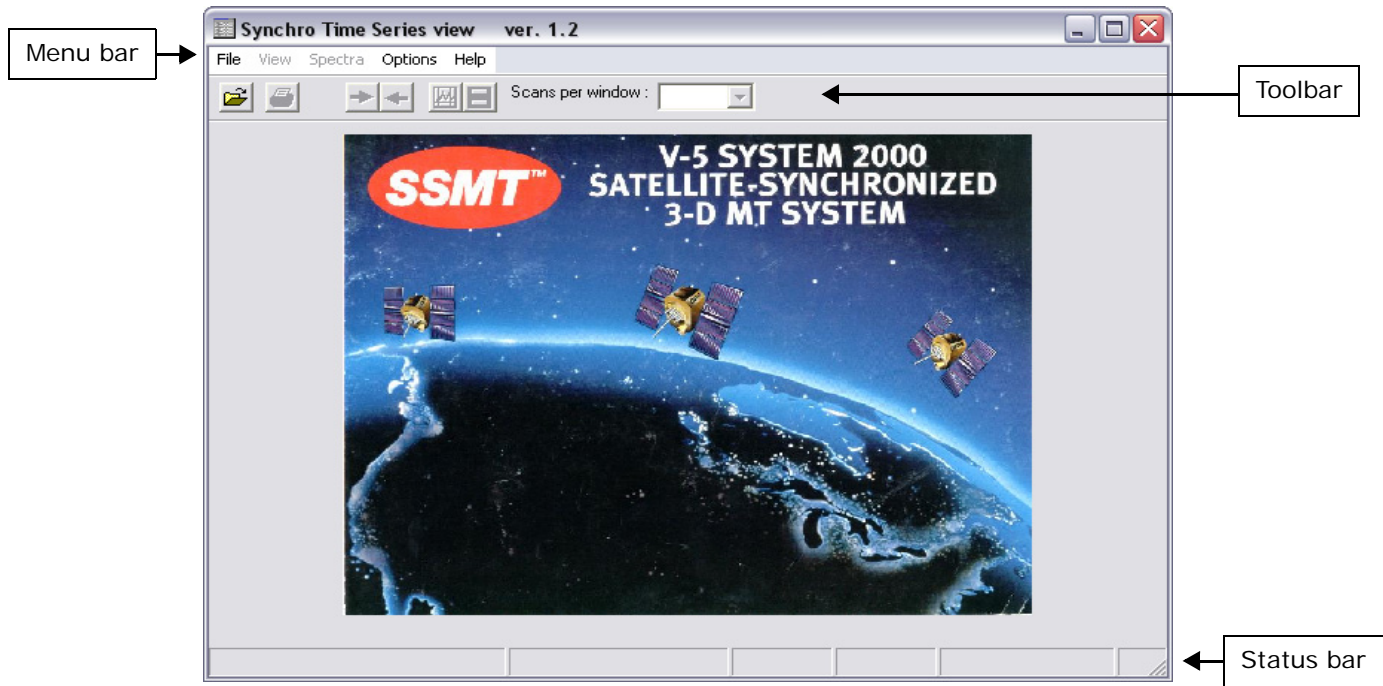 Synchro Time Series view ver. 1.2
Menu bar
File View Spectra Options Help
Scans per window :
Toolbar
SSMT™
V-5 SYSTEM 2000
SATELLITE-SYNCHRONIZED
3-D MT SYSTEM
Status bar